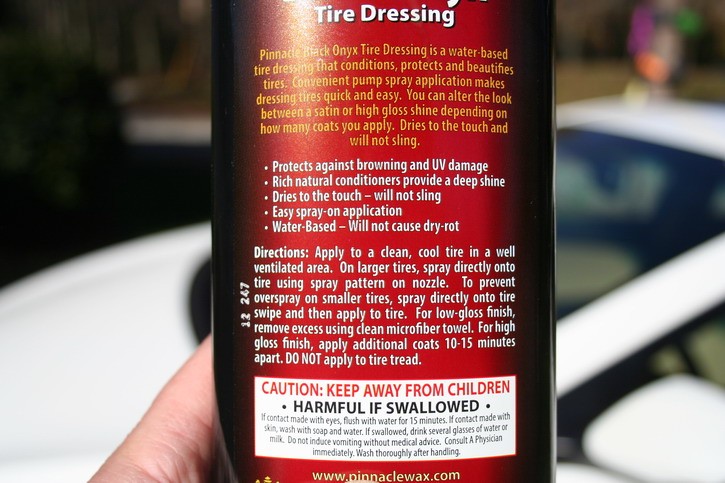 Tire Dressing
Pinnacle Black Onyx Tire Dressing is a water-based
tire dressing that conditions, protects and beautifies
tires. Convenient pump spray application makes
dressing tires quick and easy. You can alter the look
between a satin or high gloss shine depending on
how many coats you apply. Dries to the touch and
will not sling.
• Protects against browning and UV damage
• Rich natural conditioners provide a deep shine
• Dries to the touch – will not sling
• Easy spray-on application
• Water-Based – Will not cause dry-rot
Directions: Apply to a clean, cool tire in a well
ventilated area. On larger tires, spray directly onto
tire using spray pattern on nozzle. To prevent
overspray on smaller tires, spray directly onto tire
swipe and then apply to tire. For low-gloss finish,
remove excess using clean microfiber towel. For high
gloss finish, apply additional coats 10-15 minutes
apart. DO NOT apply to tire tread.
12 247
CAUTION: KEEP AWAY FROM CHILDREN
• HARMFUL IF SWALLOWED •
If contact made with eyes, flush with water for 15 minutes. If contact made with
skin, wash with soap and water. If swallowed, drink several glasses of water or
milk. Do not induce vomiting without medical advice. Consult A Physician
immediately. Wash thoroughly after handling.
www.pinnaclewax.com